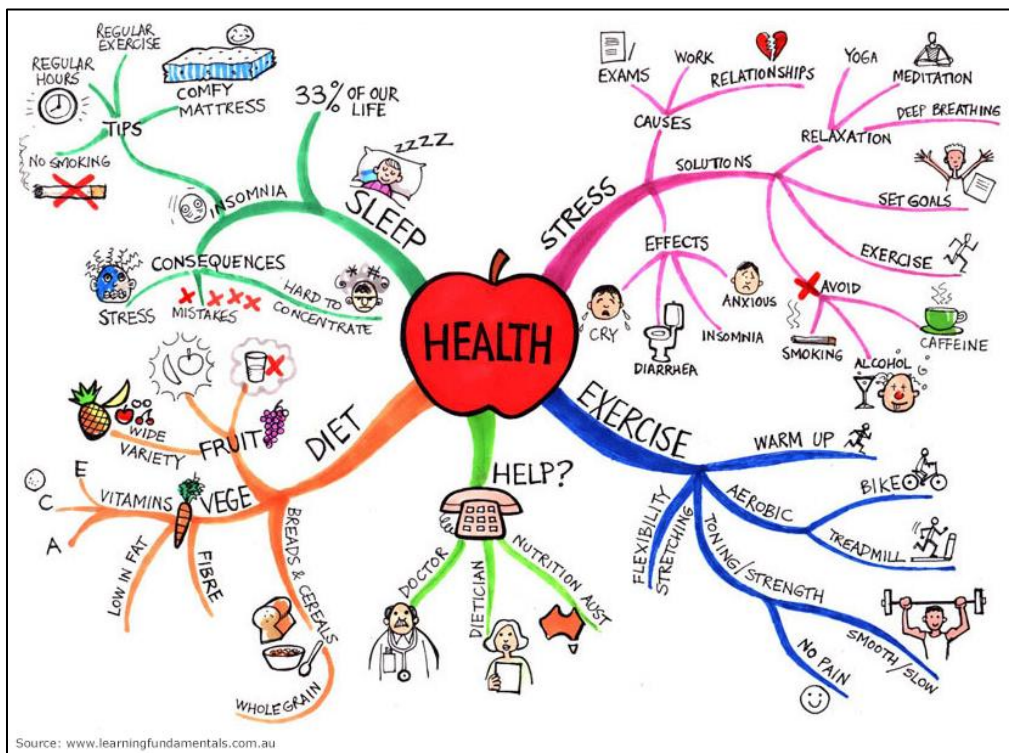 HEALTH
SLEEP
33% OF OUR
LIFE
ZZZZ
INSOMNIA
TIPS
REGULAR
HOURS
REGULAR
EXERCISE
COMFY
MATTRESS
NO SMOKING
CONSEQUENCES
STRESS
MISTAKES
HARD TO
CONCENTRATE
STRESS
CAUSES
EXAMS
WORK
RELATIONSHIPS
SOLUTIONS
RELAXATION
YOGA
MEDITATION
DEEP BREATHING
SET GOALS
EXERCISE
AVOID
SMOKING
ALCOHOL
CAFFEINE
EFFECTS
CRY
DIARRHEA
INSOMNIA
ANXIOUS
EXERCISE
WARM UP
AEROBIC
BIKE
TREADMILL
TONING/STRENGTH
SMOOTH/SLOW
NO PAIN
FLEXIBILITY
STRETCHING
HELP?
DOCTOR
DIETICIAN
NUTRITION AUST
DIET
FRUIT
WIDE
VARIETY
VEGE
VITAMINS
E
C
A
LOW IN FAT
FIBRE
BREADS & CEREALS
WHOLEGRAIN
Source: www.learningfundamentals.com.au